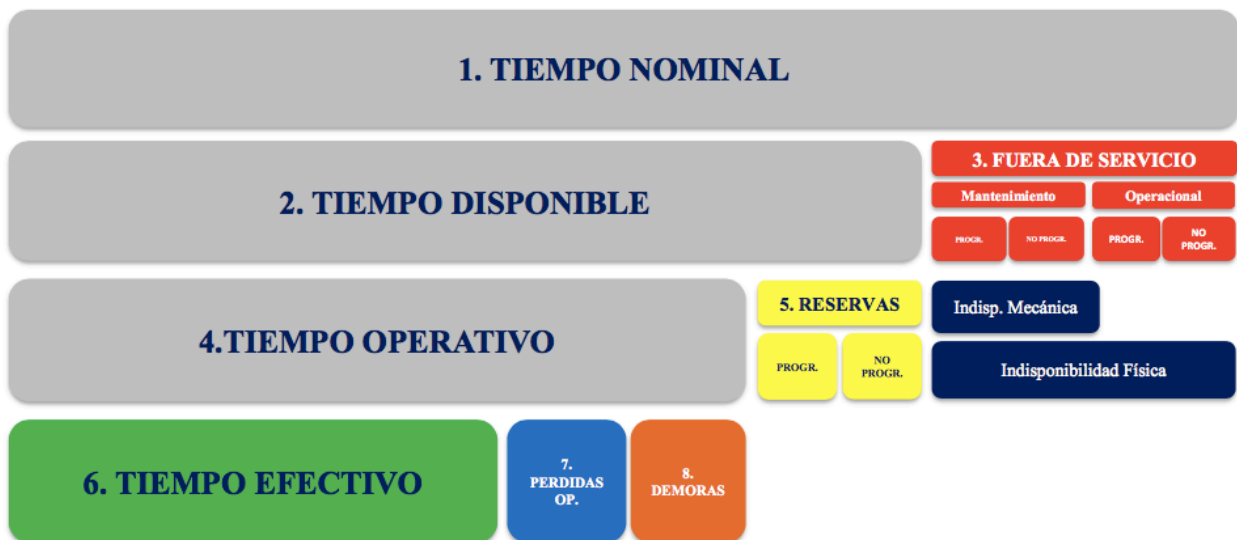 1. TIEMPO NOMINAL
2. TIEMPO DISPONIBLE
3. FUERA DE SERVICIO
Mantenimiento
Operacional
PROGR.
NO PROGR.
PROGR.
NO
PROGR.
4.TIEMPO OPERATIVO
5. RESERVAS
PROGR.
NO
PROGR.
Indisp. Mecánica
Indisponibilidad Física
6. TIEMPO EFECTIVO
7.
PERDIDAS
OP.
8.
DEMORAS